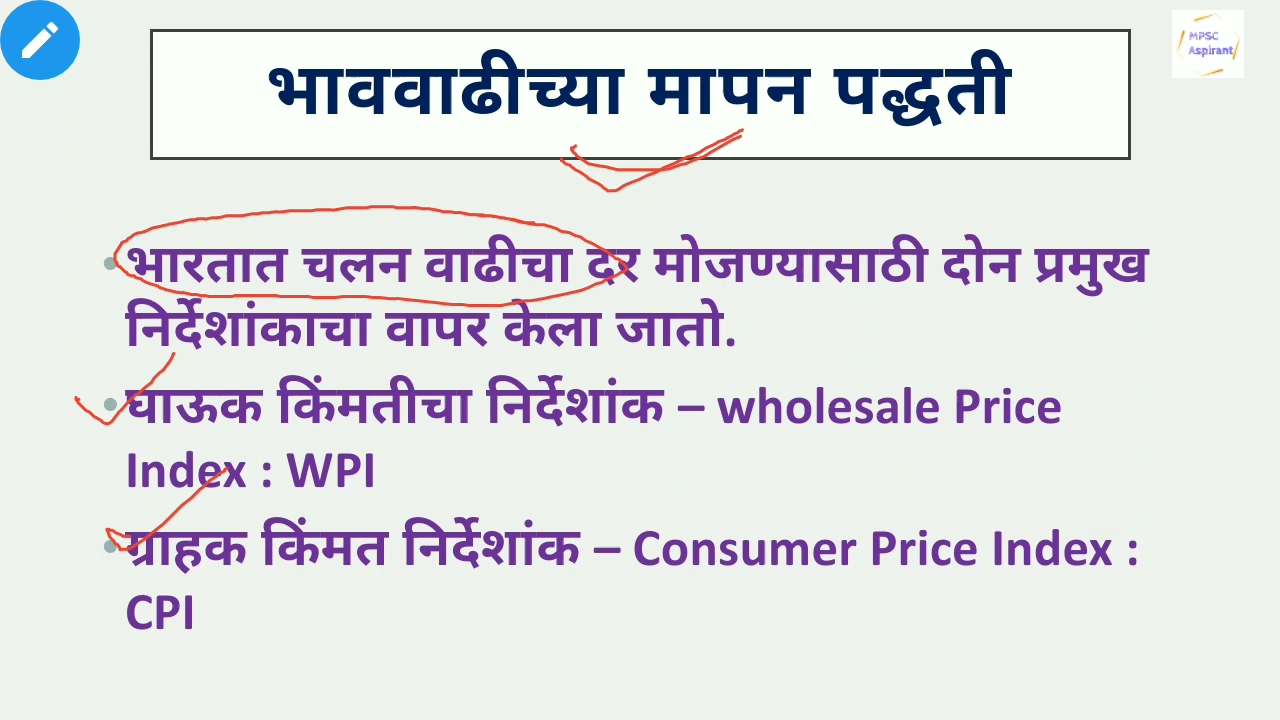 भाववाढीच्या मापन पद्धती
MPSC
Aspirant
भारतात चलन वाढीचा दर मोजण्यासाठी दोन प्रमुख
निर्देशांकाचा वापर केला जातो.
घाऊक किंमतीचा निर्देशांक – wholesale Price
Index : WPI
ग्राहक किंमत निर्देशांक – Consumer Price Index :
CPI